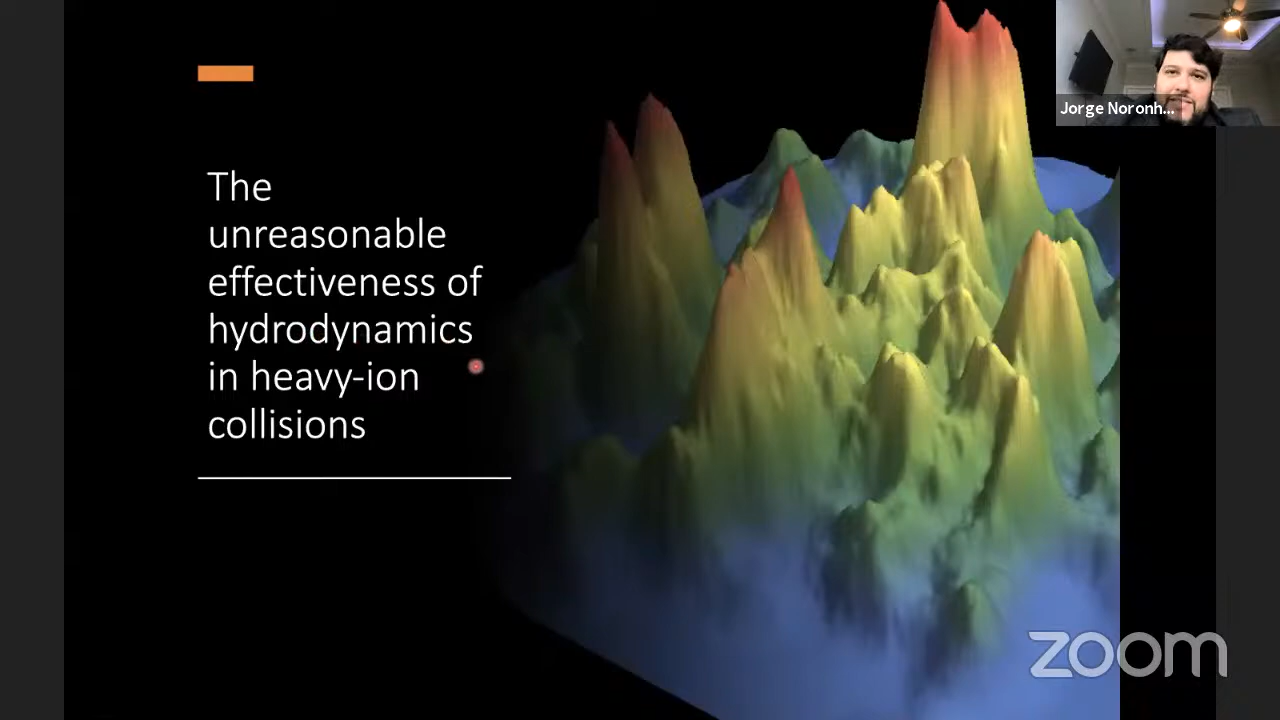 The
unreasonable
effectiveness of
hydrodynamics
in heavy-ion
collisions
Jorge Noronh...
zoom